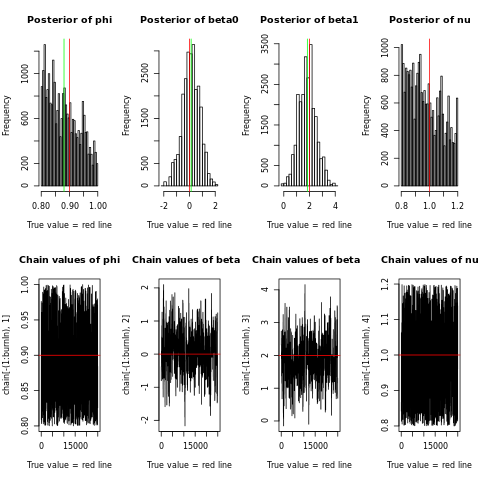 Posterior of phi Posterior of beta0 Posterior of beta1 Posterior of nu
Frequency
0 200 600 1000
0.80 0.90 1.00
True value = red line
Frequency
0 500 1500 3000
-2 0 1 2
True value = red line
Frequency
0 500 1500 2500 3500
0 1 2 3 4
True value = red line
Frequency
0 200 400 600 800 1000
0.8 1.0 1.2
True value = red line
Chain values of phi Chain values of beta Chain values of beta Chain values of nu
chain[-(1:burnIn), 1]
0.80 0.85 0.90 0.95 1.00
0 15000
True value = red line
chain[-(1:burnIn), 2]
-2 -1 0 1 2
0 15000
True value = red line
chain[-(1:burnIn), 3]
0 1 2 3 4
0 15000
True value = red line
chain[-(1:burnIn), 4]
0.8 0.9 1.0 1.1 1.2
0 15000
True value = red line